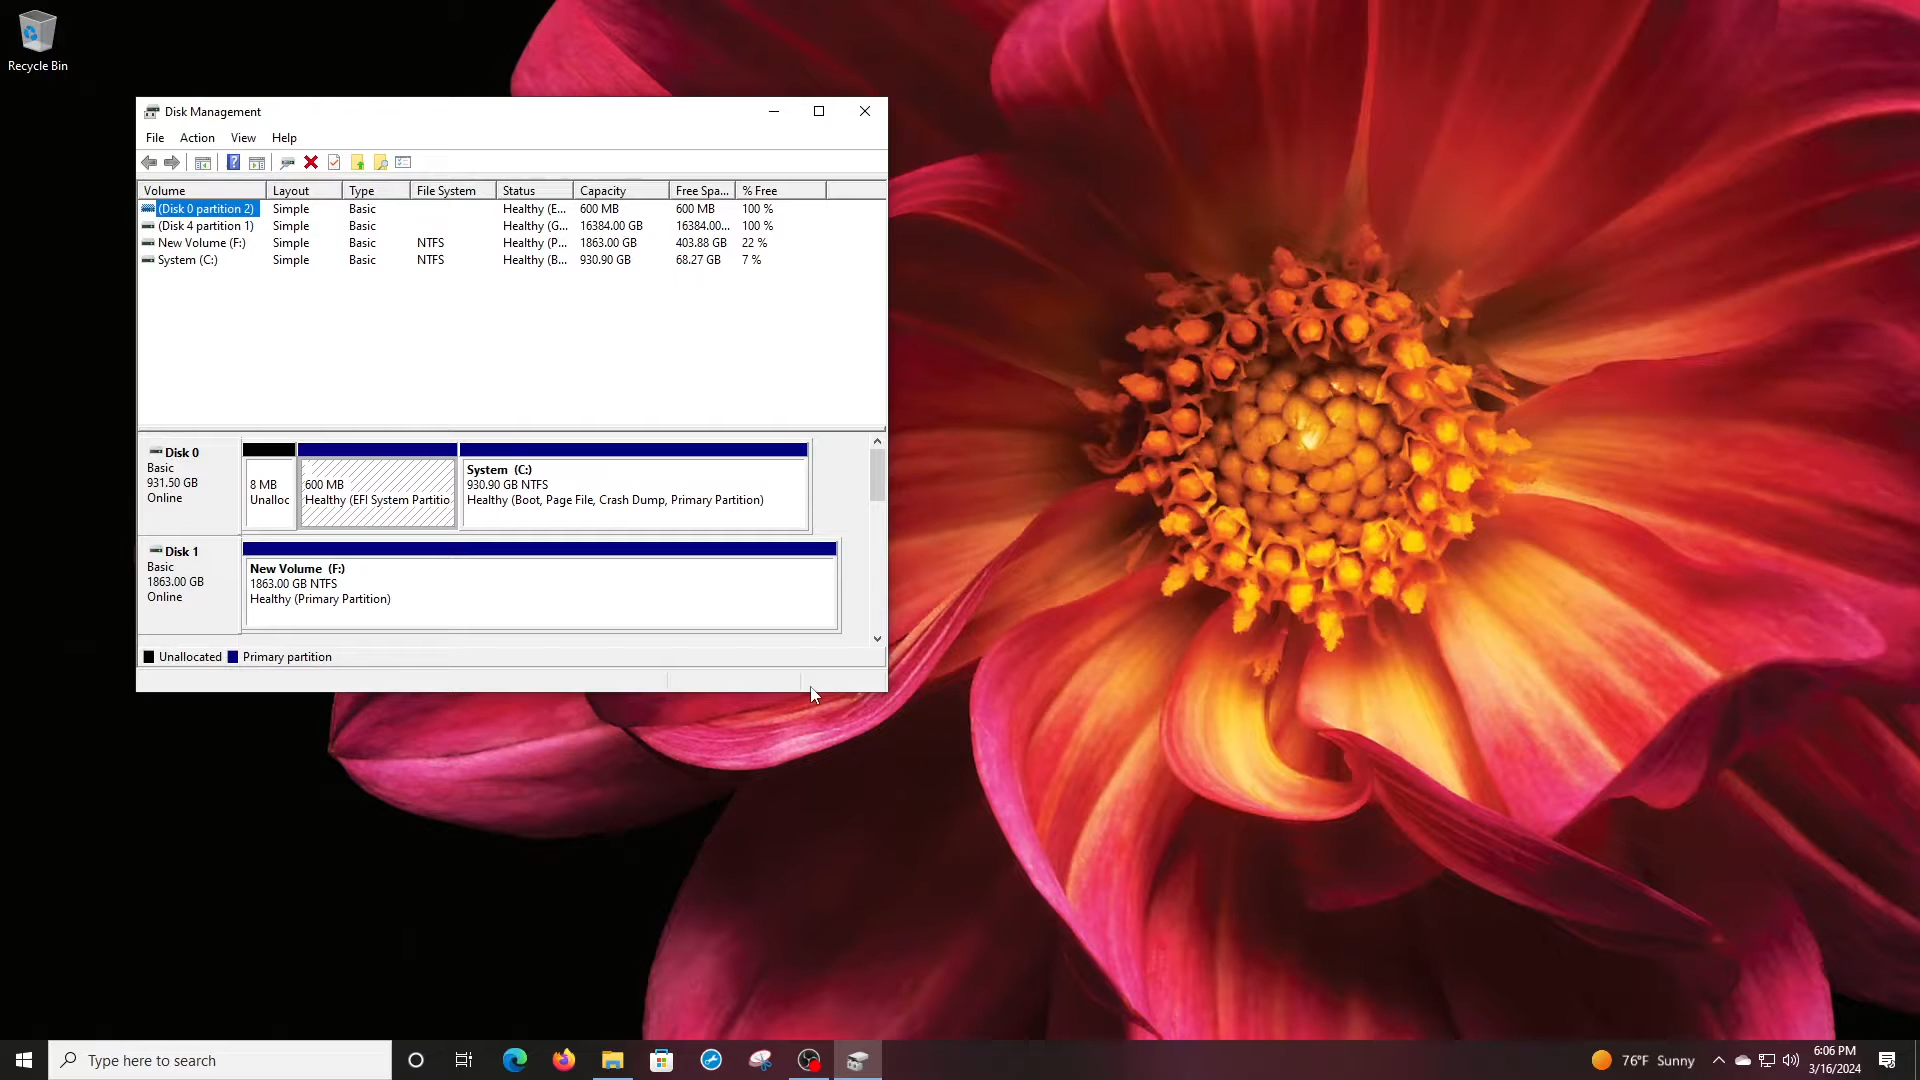 Recycle Bin
Disk Management
File Action View Help
Volume Layout Type File System Status Capacity Free Spa... % Free
(Disk 0 partition 2) Simple Basic Healthy (E... 600 MB 600 MB 100 %
(Disk 4 partition 1) Simple Basic Healthy (G... 16384.00 GB 16384.00... 100 %
New Volume (F:) Simple Basic NTFS Healthy (P... 1863.00 GB 403.88 GB 22 %
System (C:) Simple Basic NTFS Healthy (B... 930.90 GB 68.27 GB 7 %
Disk 0
Basic
931.50 GB
Online
8 MB
Unalloc
600 MB
Healthy (EFI System Partitio
System (C:)
930.90 GB NTFS
Healthy (Boot, Page File, Crash Dump, Primary Partition)
Disk 1
Basic
1863.00 GB
Online
New Volume (F:)
1863.00 GB NTFS
Healthy (Primary Partition)
Unallocated Primary partition
Type here to search
76°F Sunny
6:06 PM
3/16/2024